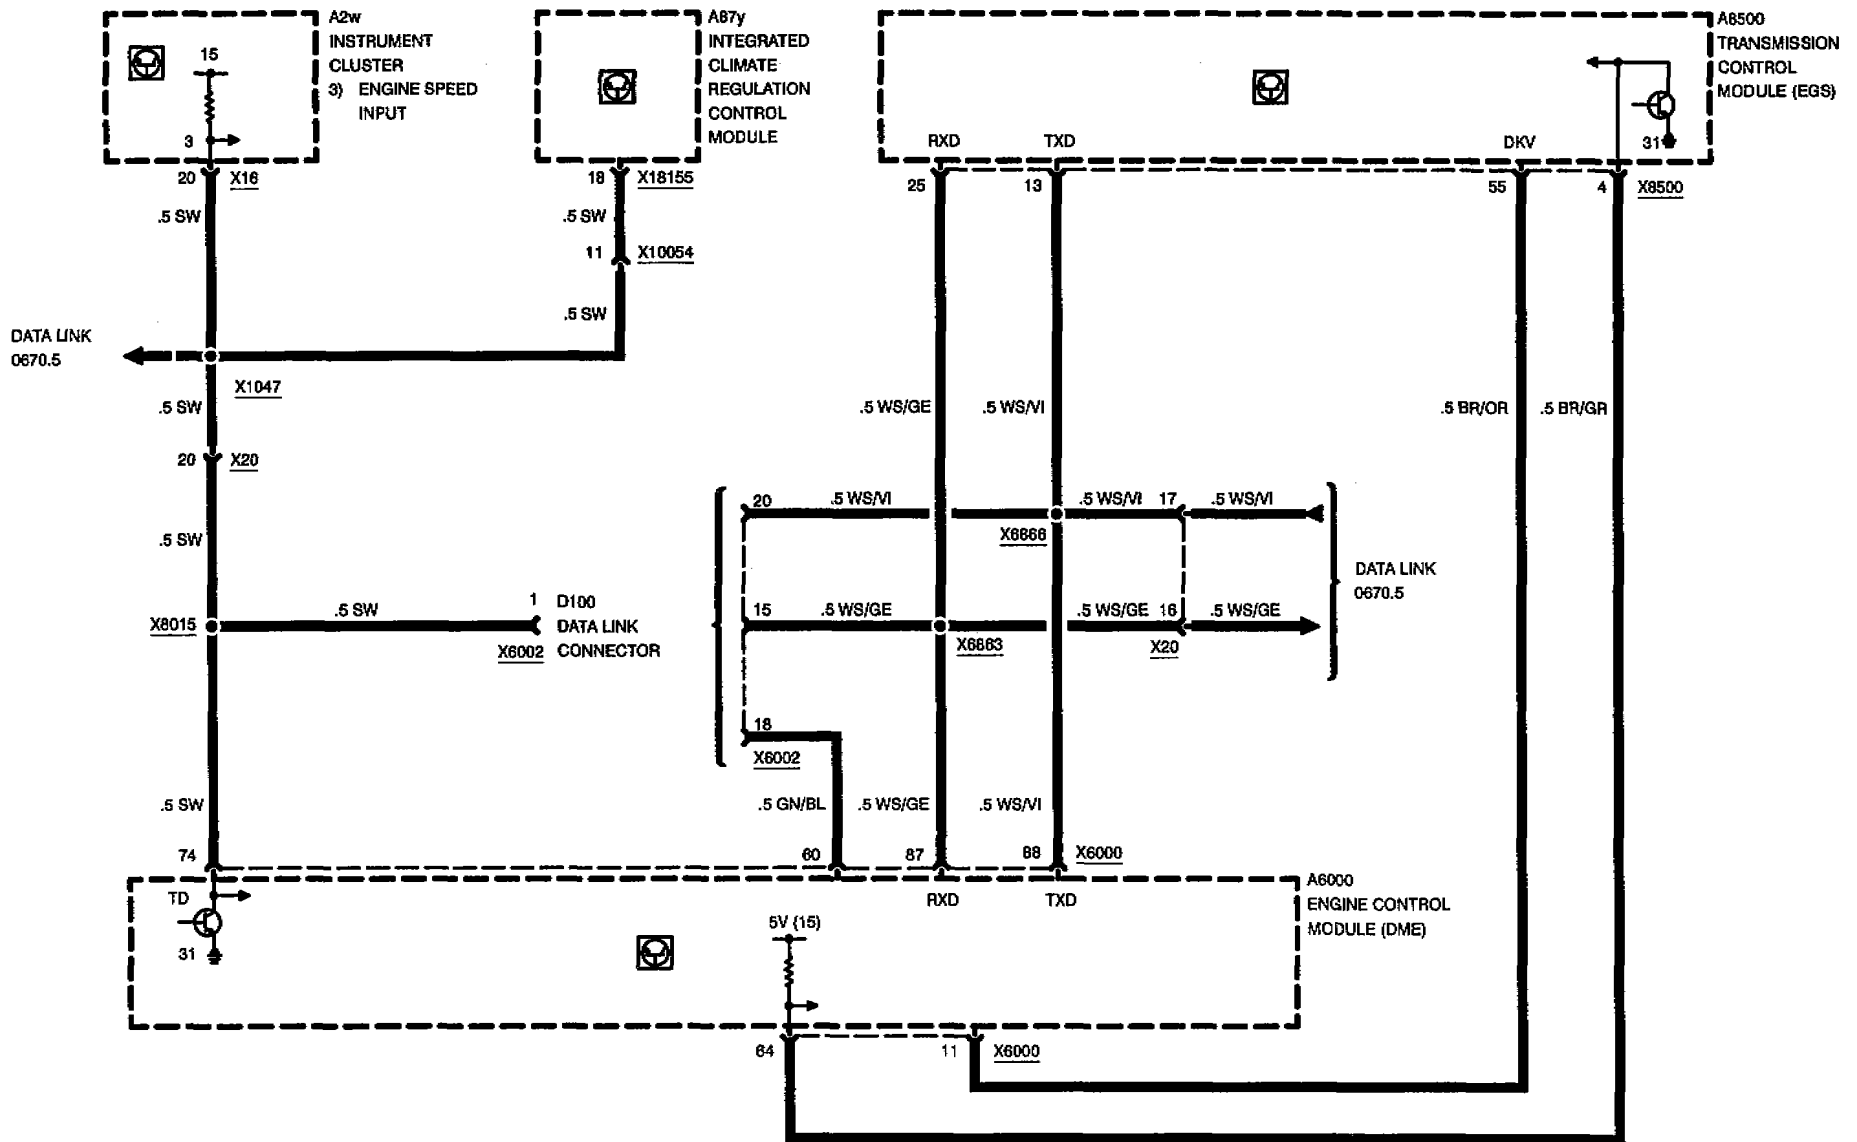 A2w
INSTRUMENT
CLUSTER
3) ENGINE SPEED
INPUT
15
3
20 X16
.5 SW
A87y
INTEGRATED
CLIMATE
REGULATION
CONTROL
MODULE
18 X18155
.5 SW
11 X10054
.5 SW
A8500
TRANSMISSION
CONTROL
MODULE (EGS)
31
RXD TXD DKV
25 13 55 4 X8500
DATA LINK
0670.5
X1047
.5 SW
.5 WS/GE .5 WS/VI .5 BR/OR .5 BR/GR
20 X20
.5 SW
20 .5 WS/VI .5 WS/VI 17 .5 WS/VI
X6866
DATA LINK
0670.5
15 .5 WS/GE .5 WS/GE 16 .5 WS/GE
X6863 X20
X8015 .5 SW 1 D100
DATA LINK
X6002 CONNECTOR
18
X6002
.5 SW .5 GN/BL .5 WS/GE .5 WS/VI
74 60 87 88 X6000
A6000
ENGINE CONTROL
MODULE (DME)
TD RXD TXD
31
5V (15)
64 11 X6000